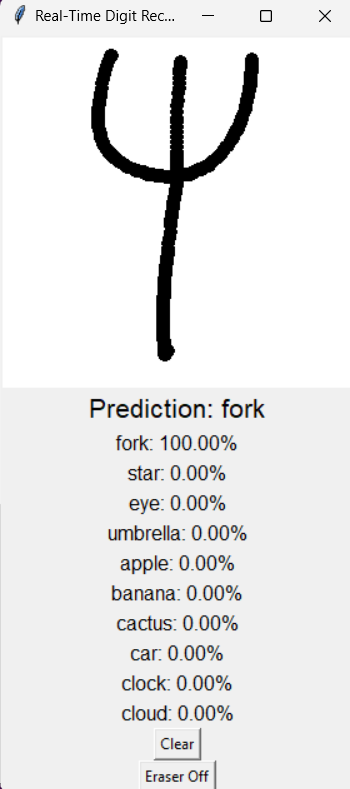 Real-Time Digit Rec...
Prediction: fork
fork: 100.00%
star: 0.00%
eye: 0.00%
umbrella: 0.00%
apple: 0.00%
banana: 0.00%
cactus: 0.00%
car: 0.00%
clock: 0.00%
cloud: 0.00%
Clear
Eraser Off